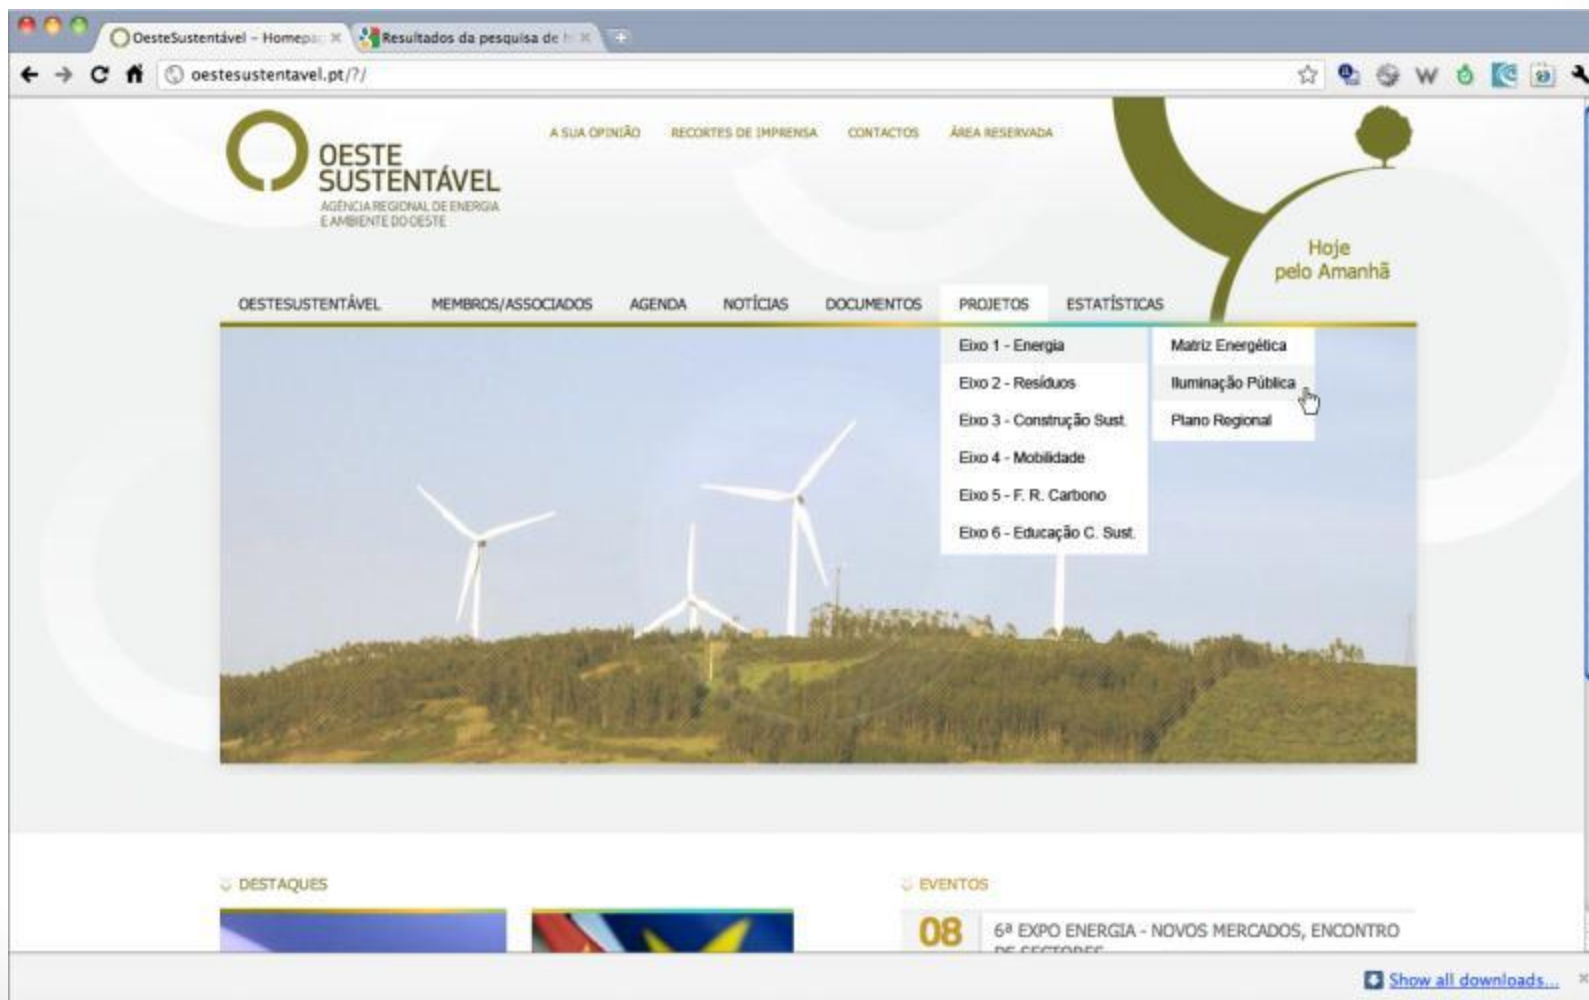 OesteSustentável – Homepa
Resultados da pesquisa de
oestesustentavel.pt/?/
W
A SUA OPINIÃO RECORTES DE IMPRENSA CONTACTOS ÁREA RESERVADA
OESTE
SUSTENTÁVEL
AGÊNCIA REGIONAL DE ENERGIA
E AMBIENTE DO OESTE
Hoje
pelo Amanhã
OESTESUSTENTÁVEL MEMBROS/ASSOCIADOS AGENDA NOTÍCIAS DOCUMENTOS PROJETOS ESTATÍSTICAS
Eixo 1 - Energia
Eixo 2 - Resíduos
Eixo 3 - Construção Sust.
Eixo 4 - Mobilidade
Eixo 5 - F. R. Carbono
Eixo 6 - Educação C. Sust.
Matriz Energética
Iluminação Pública
Plano Regional
DESTAQUES
EVENTOS
08
6ª EXPO ENERGIA - NOVOS MERCADOS, ENCONTRO
DE SECTORES
Show all downloads...